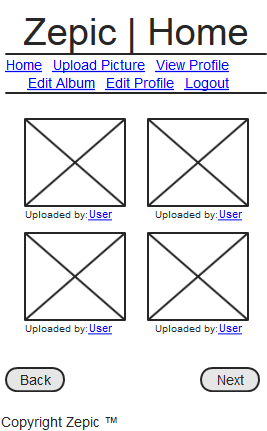 Zepic | Home
Home Upload Picture View Profile
Edit Album Edit Profile Logout
Uploaded by:User Uploaded by:User
Uploaded by:User Uploaded by:User
Back Next
Copyright Zepic ™